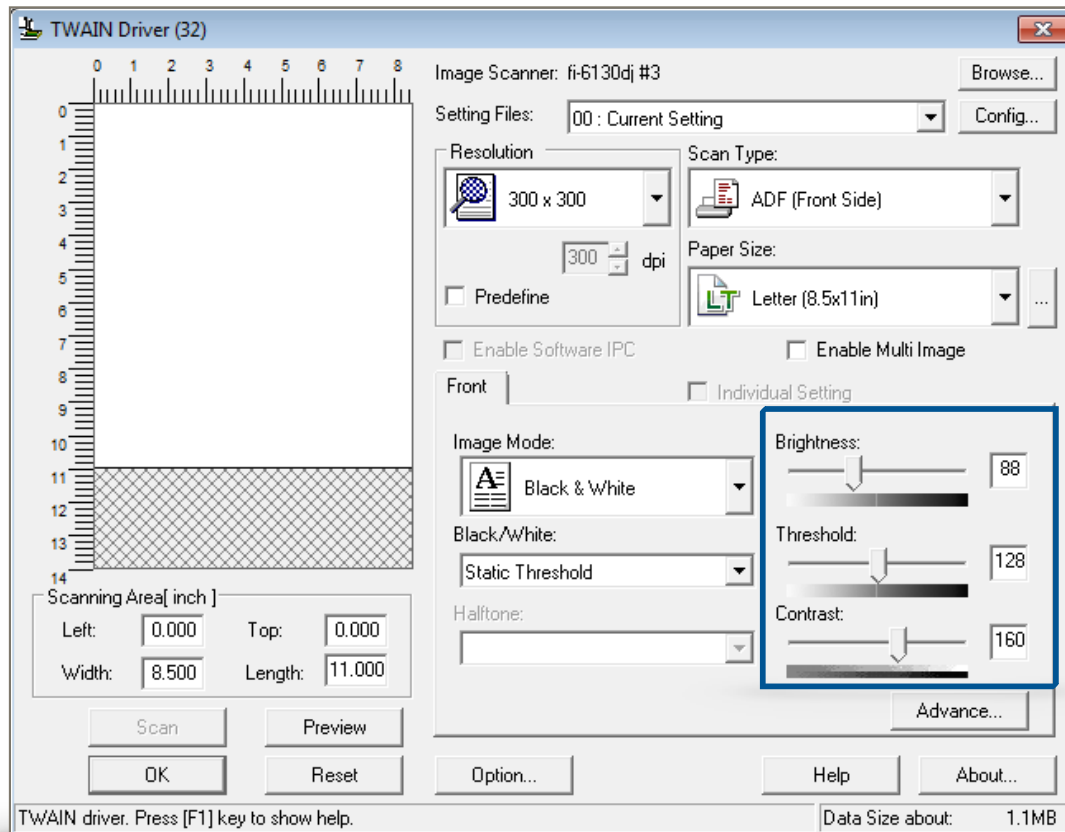 TWAIN Driver (32)
0 1 2 3 4 5 6 7 8
0
1
2
3
4
5
6
7
8
9
10
11
12
13
14
Scanning Area[ inch ]
Left: 0.000 Top: 0.000
Width: 8.500 Length: 11.000
Scan Preview
OK Reset
Image Scanner: fi-6130dj #3 Browse...
Setting Files: 00 : Current Setting Config...
Resolution
300 x 300
300 dpi
Predefine
Scan Type:
ADF (Front Side)
Paper Size:
LT Letter (8.5x11in) ...
Enable Software IPC Enable Multi Image
Front Individual Setting
Image Mode:
A Black & White
Black/White:
Static Threshold
Halftone:
Brightness:
88
Threshold:
128
Contrast:
160
Advance...
Option... Help About...
TWAIN driver. Press [F1] key to show help. Data Size about: 1.1MB